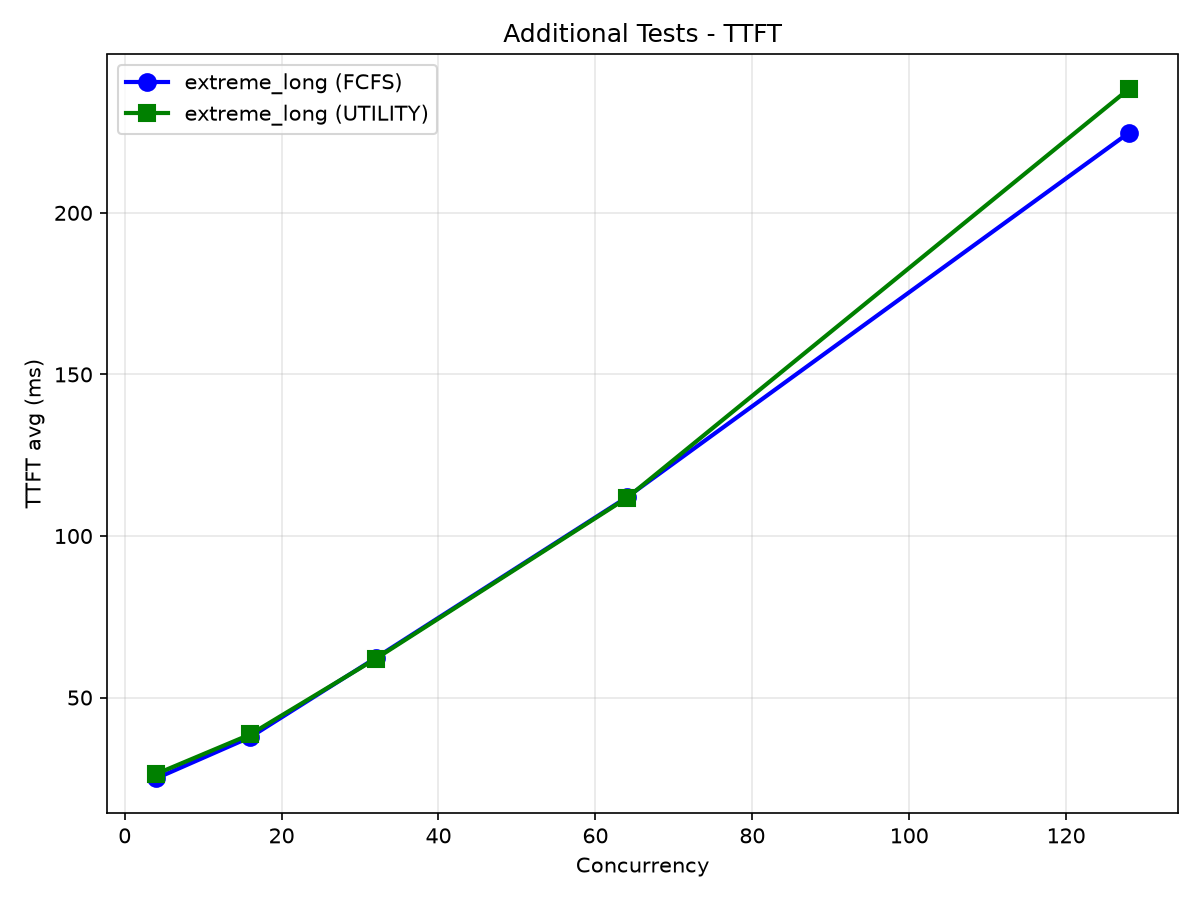 Additional Tests - TTFT
extreme_long (FCFS)
extreme_long (UTILITY)
TTFT avg (ms)
200
150
100
50
0 20 40 60 80 100 120
Concurrency